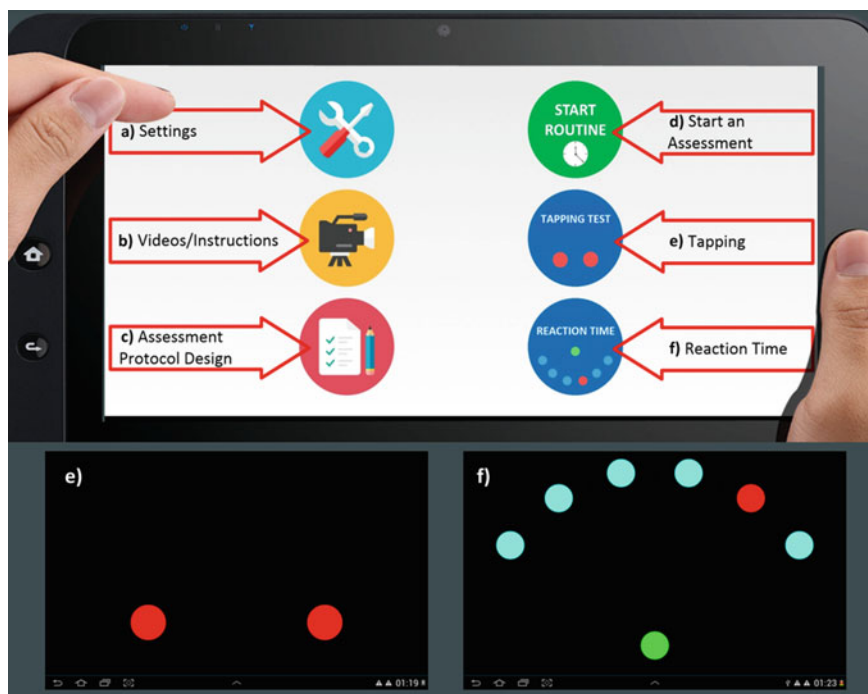 a) Settings
START
ROUTINE
d) Start an
Assessment
b) Videos/Instructions
TAPPING TEST
e) Tapping
c) Assessment
Protocol Design
REACTION TIME
f) Reaction Time
e)
01:19
f)
01:23